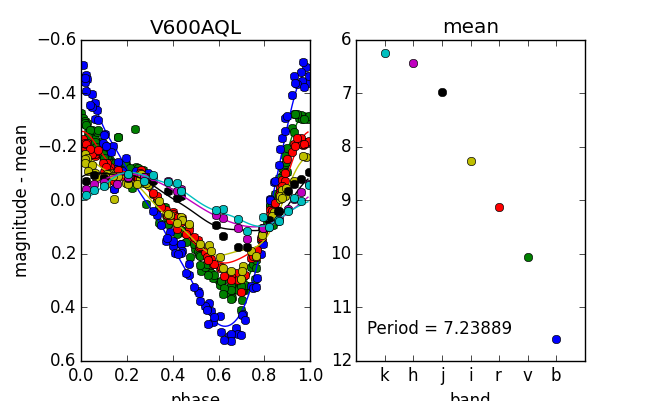 V600AQL
mean
−0.6
−0.4
−0.2
0.0
0.2
0.4
0.6
magnitude - mean
0.0 0.2 0.4 0.6 0.8 1.0
phase
6
7
8
9
10
11
12
Period = 7.23889
k h j i r v b
band